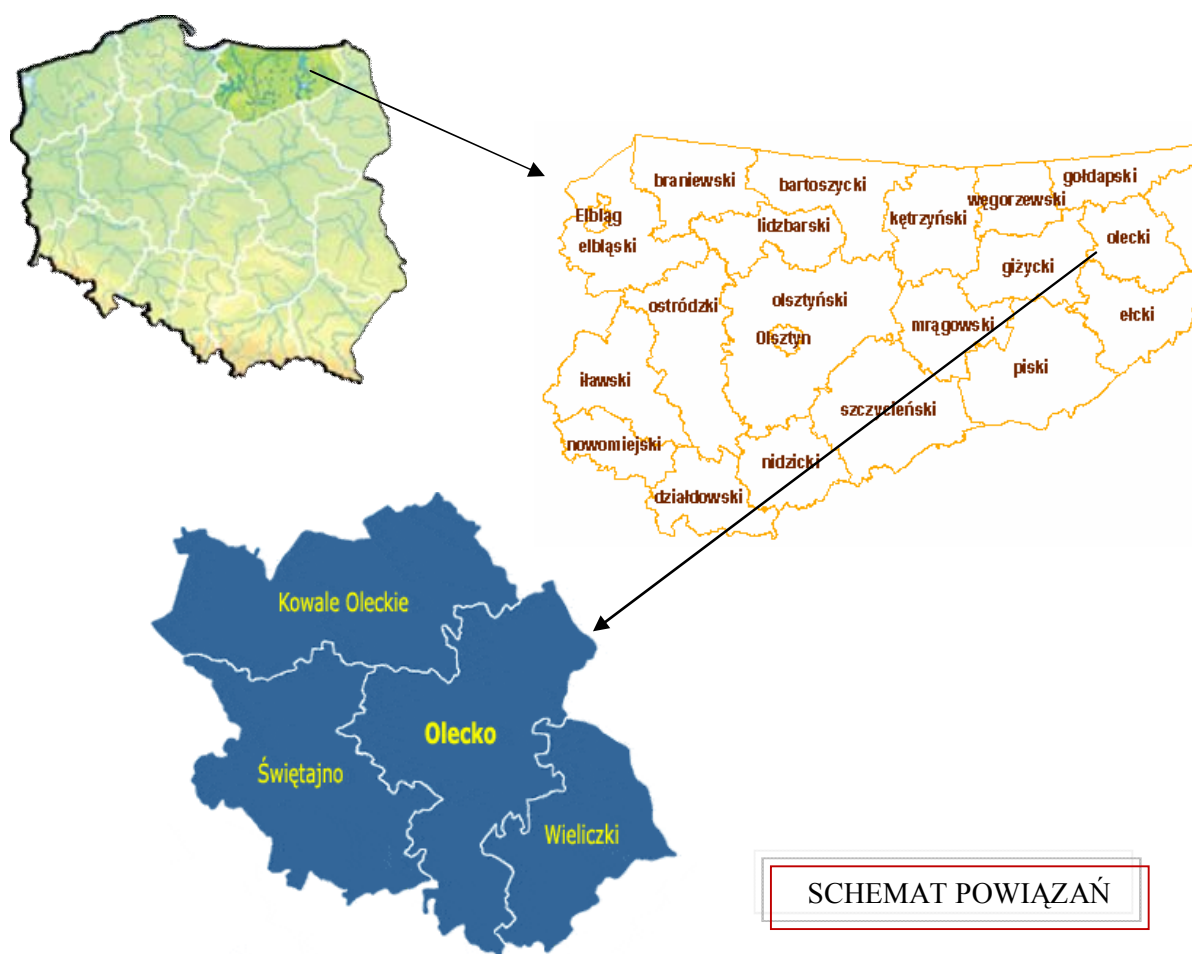 braniewski
bartoszycki
gołdapski
węgorzewski
kętrzyński
Elbląg
elbląski
lidzbarski
olecki
giżycki
ostródzki
olsztyński
Olsztyn
mrągowski
ełcki
iławski
piski
szczycieński
nowomiejski
nidzicki
działdowski
Kowale Oleckie
Olecko
Świętajno
Wieliczki
SCHEMAT POWIĄZAŃ